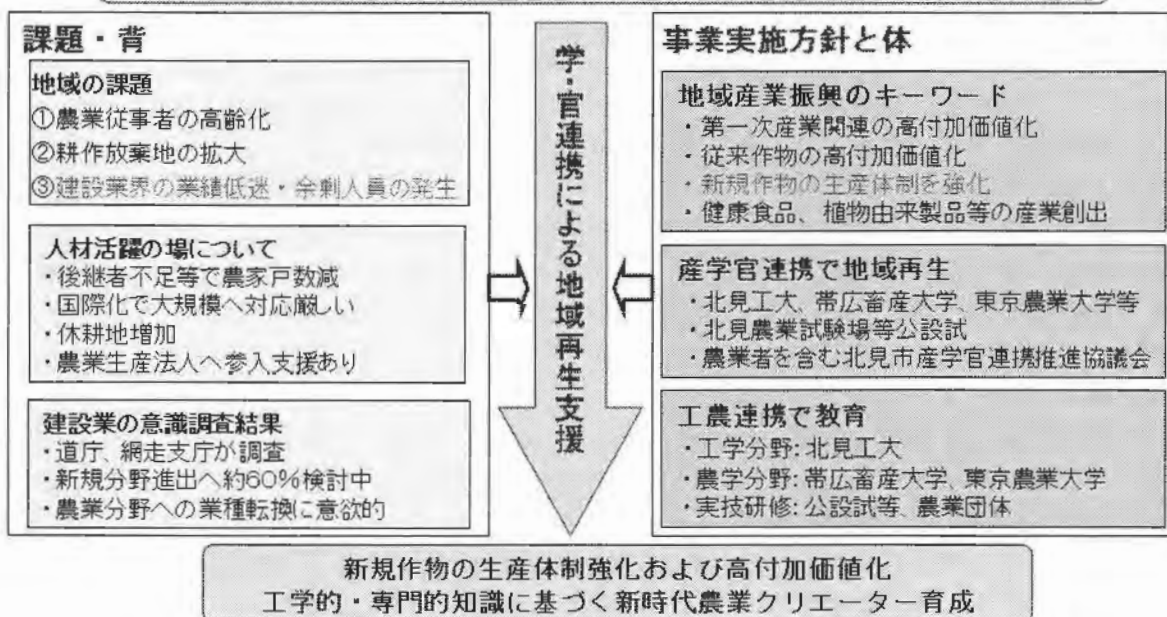 課題・背
地域の課題
①農業従事者の高齢化
②耕作放棄地の拡大
③建設業界の業績低迷・余剰人員の発生
人材活躍の場について
・後継者不足等で農家戸数減
・国際化で大規模へ対応厳しい
・休耕地増加
・農業生産法人へ参入支援あり
建設業の意識調査結果
・道庁、網走支庁が調査
・新規分野進出へ約60%検討中
・農業分野への業種転換に意欲的
学・官連携による地域再生支援
事業実施方針と体
地域産業振興のキーワード
・第一次産業関連の高付加価値化
・従来作物の高付加価値化
・新規作物の生産体制を強化
・健康食品、植物由来製品等の産業創出
産学官連携で地域再生
・北見工大、帯広畜産大学、東京農業大学等
・北見農業試験場等公設試
・農業者を含む北見市産学官連携推進協議会
工農連携で教育
・工学分野:北見工大
・農学分野:帯広畜産大学、東京農業大学
・実技研修:公設試等、農業団体
新規作物の生産体制強化および高付加価値化
工学的・専門的知識に基づく新時代農業クリエーター育成